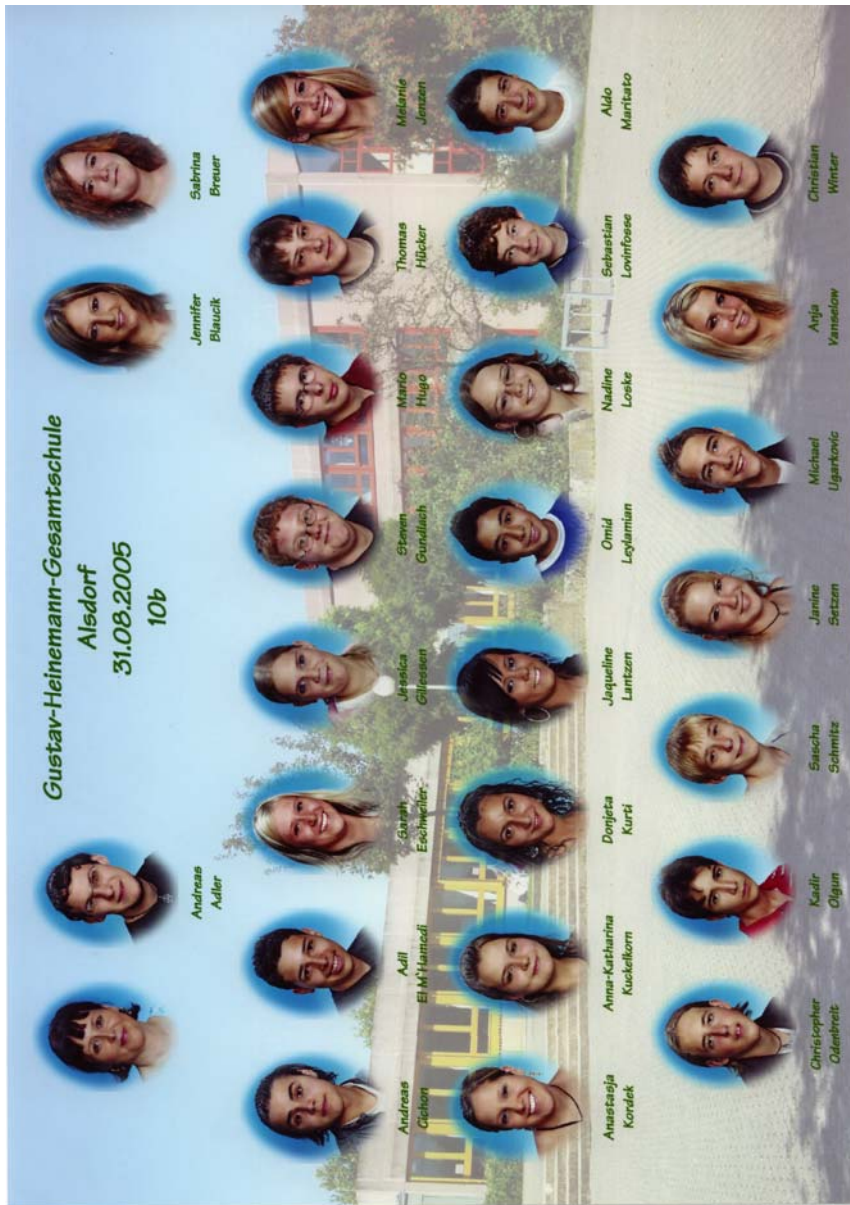 Gustav-Heinemann-Gesamtschule
Alsdorf
31.08.2005
10b
Andreas
Adler
Jennifer
Blaucik
Sabrina
Breuer
Andreas
Cichon
Adil
El M'Hamedi
Sarah
Eschweiler
Jessica
Gillessen
Steven
Gundlach
Mario
Hugo
Thomas
Hücker
Melanie
Jenzen
Anastasja
Kordek
Anna-Katharina
Kuckelkorn
Donjeta
Kurti
Jaqueline
Lantzen
Omid
Leylamian
Nadine
Loske
Sebastian
Lovinfosse
Aldo
Maritato
Christopher
Odenbreit
Kadir
Olgun
Sascha
Schmitz
Janine
Setzen
Michael
Ugarkovic
Anja
Vanselow
Christian
Winter